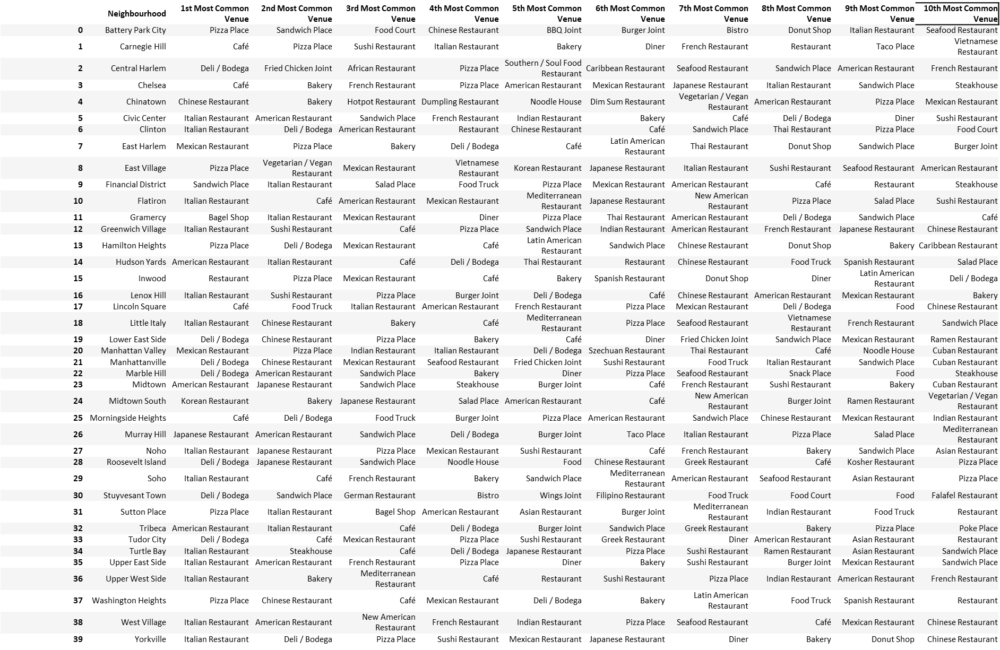 Neighbourhood 1st Most Common Venue 2nd Most Common Venue 3rd Most Common Venue 4th Most Common Venue 5th Most Common Venue 6th Most Common Venue 7th Most Common Venue 8th Most Common Venue 9th Most Common Venue 10th Most Common Venue
0 Battery Park City Pizza Place Sandwich Place Food Court Chinese Restaurant BBQ Joint Burger Joint Bistro Donut Shop Italian Restaurant Seafood Restaurant
1 Carnegie Hill Café Pizza Place Sushi Restaurant Italian Restaurant Bakery Diner French Restaurant Restaurant Taco Place Vietnamese Restaurant
2 Central Harlem Deli / Bodega Fried Chicken Joint African Restaurant Pizza Place Southern / Soul Food Restaurant Caribbean Restaurant Seafood Restaurant Sandwich Place American Restaurant French Restaurant
3 Chelsea Café Bakery French Restaurant Pizza Place American Restaurant Mexican Restaurant Japanese Restaurant Italian Restaurant Sandwich Place Steakhouse
4 Chinatown Chinese Restaurant Bakery Hotpot Restaurant Dumpling Restaurant Noodle House Dim Sum Restaurant Vegetarian / Vegan Restaurant American Restaurant Pizza Place Mexican Restaurant
5 Civic Center Italian Restaurant American Restaurant Sandwich Place French Restaurant Indian Restaurant Bakery Café Deli / Bodega Diner Sushi Restaurant
6 Clinton Italian Restaurant Deli / Bodega American Restaurant Restaurant Chinese Restaurant Café Sandwich Place Thai Restaurant Pizza Place Food Court
7 East Harlem Mexican Restaurant Pizza Place Bakery Deli / Bodega Café Latin American Restaurant Thai Restaurant Donut Shop Sandwich Place Burger Joint
8 East Village Pizza Place Vegetarian / Vegan Restaurant Mexican Restaurant Vietnamese Restaurant Korean Restaurant Japanese Restaurant Italian Restaurant Sushi Restaurant Seafood Restaurant American Restaurant
9 Financial District Sandwich Place Italian Restaurant Salad Place Food Truck Pizza Place Mexican Restaurant American Restaurant Café Restaurant Steakhouse
10 Flatiron Italian Restaurant Café American Restaurant Mexican Restaurant Mediterranean Restaurant Japanese Restaurant New American Restaurant Pizza Place Salad Place Sushi Restaurant
11 Gramercy Bagel Shop Italian Restaurant Mexican Restaurant Diner Pizza Place Thai Restaurant American Restaurant Deli / Bodega Sandwich Place Café
12 Greenwich Village Italian Restaurant Sushi Restaurant Café Pizza Place Sandwich Place Indian Restaurant American Restaurant French Restaurant Japanese Restaurant Chinese Restaurant
13 Hamilton Heights Pizza Place Deli / Bodega Mexican Restaurant Café Latin American Restaurant Sandwich Place Chinese Restaurant Donut Shop Bakery Caribbean Restaurant
14 Hudson Yards American Restaurant Italian Restaurant Café Deli / Bodega Thai Restaurant Restaurant Chinese Restaurant Food Truck Spanish Restaurant Salad Place
15 Inwood Restaurant Pizza Place Mexican Restaurant Café Bakery Spanish Restaurant Donut Shop Diner Latin American Restaurant Deli / Bodega
16 Lenox Hill Italian Restaurant Sushi Restaurant Pizza Place Burger Joint Deli / Bodega Café Chinese Restaurant American Restaurant Mexican Restaurant Bakery
17 Lincoln Square Café Food Truck Italian Restaurant American Restaurant French Restaurant Pizza Place Mexican Restaurant Deli / Bodega Food Chinese Restaurant
18 Little Italy Italian Restaurant Chinese Restaurant Bakery Café Mediterranean Restaurant Pizza Place Seafood Restaurant Vietnamese Restaurant French Restaurant Sandwich Place
19 Lower East Side Deli / Bodega Chinese Restaurant Pizza Place Bakery Café Diner Fried Chicken Joint Sandwich Place Mexican Restaurant Ramen Restaurant
20 Manhattan Valley Mexican Restaurant Pizza Place Indian Restaurant Italian Restaurant Deli / Bodega Szechuan Restaurant Thai Restaurant Café Noodle House Cuban Restaurant
21 Manhattanville Deli / Bodega Chinese Restaurant Mexican Restaurant Seafood Restaurant Fried Chicken Joint Sushi Restaurant Food Truck Italian Restaurant Sandwich Place Cuban Restaurant
22 Marble Hill Deli / Bodega American Restaurant Sandwich Place Bakery Diner Pizza Place Seafood Restaurant Snack Place Food Steakhouse
23 Midtown American Restaurant Japanese Restaurant Sandwich Place Steakhouse Burger Joint Café French Restaurant Sushi Restaurant Bakery Cuban Restaurant
24 Midtown South Korean Restaurant Bakery Japanese Restaurant Salad Place American Restaurant Café New American Restaurant Burger Joint Ramen Restaurant Vegetarian / Vegan Restaurant
25 Morningside Heights Café Deli / Bodega Food Truck Burger Joint Pizza Place American Restaurant Sandwich Place Chinese Restaurant Mexican Restaurant Indian Restaurant
26 Murray Hill Japanese Restaurant American Restaurant Sandwich Place Deli / Bodega Burger Joint Taco Place Italian Restaurant Pizza Place Salad Place Mediterranean Restaurant
27 Noho Italian Restaurant Japanese Restaurant Pizza Place Mexican Restaurant Sushi Restaurant Café French Restaurant Bakery Sandwich Place Asian Restaurant
28 Roosevelt Island Deli / Bodega Japanese Restaurant Sandwich Place Noodle House Food Chinese Restaurant Greek Restaurant Café Kosher Restaurant Pizza Place
29 Soho Italian Restaurant Café French Restaurant Bakery Sandwich Place Mediterranean Restaurant American Restaurant Seafood Restaurant Asian Restaurant Pizza Place
30 Stuyvesant Town Deli / Bodega Sandwich Place German Restaurant Bistro Wings Joint Filipino Restaurant Food Truck Food Court Food Falafel Restaurant
31 Sutton Place Pizza Place Italian Restaurant Bagel Shop American Restaurant Asian Restaurant Burger Joint Mediterranean Restaurant Indian Restaurant Food Truck Restaurant
32 Tribeca American Restaurant Italian Restaurant Café Deli / Bodega Burger Joint Sandwich Place Greek Restaurant Bakery Pizza Place Poke Place
33 Tudor City Deli / Bodega Café Mexican Restaurant Pizza Place Sushi Restaurant Greek Restaurant Diner American Restaurant Asian Restaurant Restaurant
34 Turtle Bay Italian Restaurant Steakhouse Café Deli / Bodega Japanese Restaurant Pizza Place Sushi Restaurant Ramen Restaurant Asian Restaurant Sandwich Place
35 Upper East Side Italian Restaurant American Restaurant French Restaurant Pizza Place Diner Bakery Sushi Restaurant Burger Joint Mexican Restaurant Sandwich Place
36 Upper West Side Italian Restaurant Bakery Mediterranean Restaurant Café Restaurant Sushi Restaurant Pizza Place Indian Restaurant American Restaurant French Restaurant
37 Washington Heights Pizza Place Chinese Restaurant Café Mexican Restaurant Deli / Bodega Bakery Latin American Restaurant Food Truck Spanish Restaurant Restaurant
38 West Village Italian Restaurant American Restaurant New American Restaurant French Restaurant Indian Restaurant Pizza Place Seafood Restaurant Café Mexican Restaurant Chinese Restaurant
39 Yorkville Italian Restaurant Deli / Bodega Pizza Place Sushi Restaurant Mexican Restaurant Japanese Restaurant Diner Bakery Donut Shop Chinese Restaurant